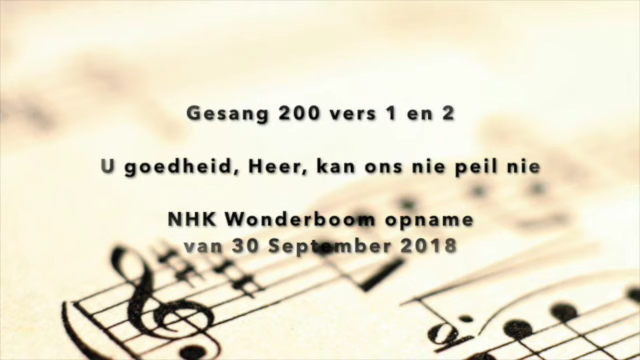 Gesang 200 vers 1 en 2
U goedheid, Heer, kan ons nie peil nie
NHK Wonderboom opname
van 30 September 2018